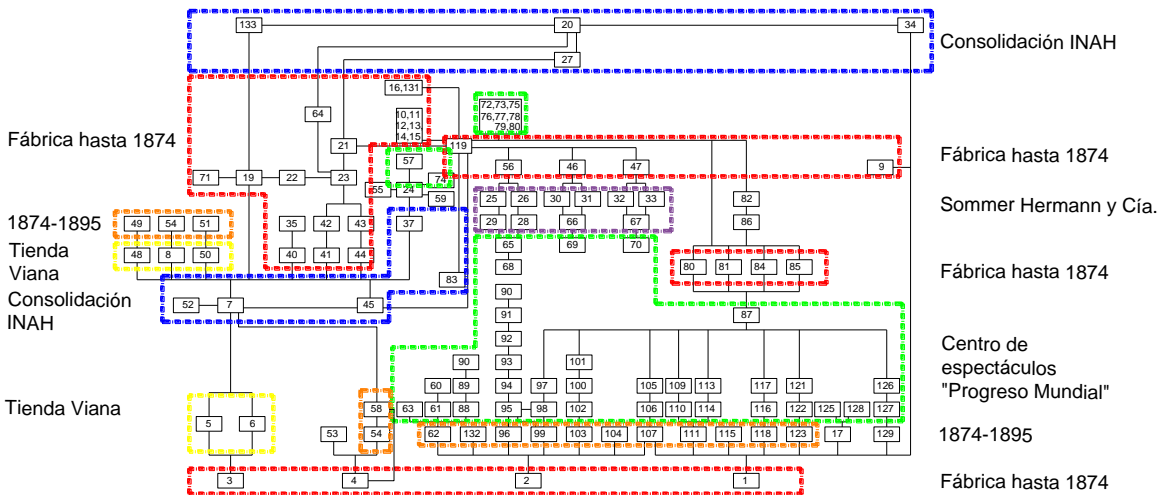 133 20 34
Consolidación INAH
27
16,131
72,73,75
76,77,78
79,80
10,11
12,13
14,15
64
Fábrica hasta 1874
21 119
57 56 46 47 9
Fábrica hasta 1874
71 19 22 23 74
55 24 59
25 26 30 31 32 33 82
Sommer Hermann y Cía.
1874-1895
49 54 51 35 42 43 37 29 28 66 67 86
65 69 70
Tienda
Viana
48 8 50 40 41 44 68 80 81 84 85
Fábrica hasta 1874
83
90
Consolidación
INAH
52 7 45
91 87
92
Centro de
espectáculos
"Progreso Mundial"
90 93 101
60 89 94 97 100 105 109 113 117 121 126
Tienda Viana
58 63 61 88 95 98 102 106 110 114 116 122 125 128 127
5 6
53 54 62 132 96 99 103 104 107 111 115 118 123 17 129
1874-1895
3 4 2 1
Fábrica hasta 1874